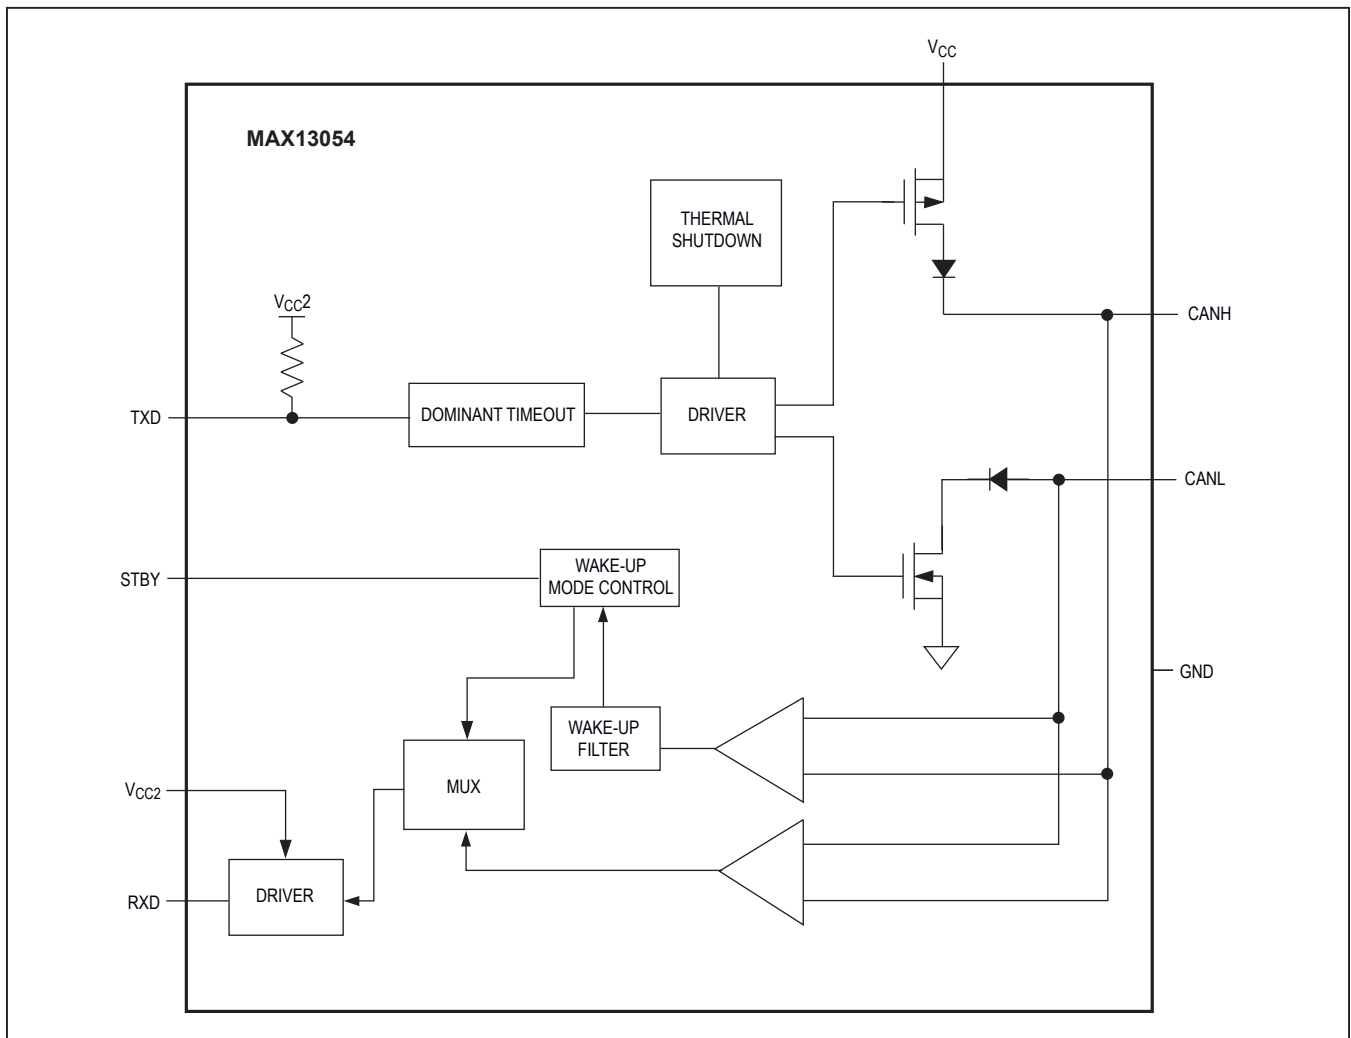 VCC
MAX13054
THERMAL
SHUTDOWN
VCC2
CANH
TXD
DOMINANT TIMEOUT
DRIVER
CANL
STBY
WAKE-UP
MODE CONTROL
GND
WAKE-UP
FILTER
VCC2
MUX
RXD
DRIVER